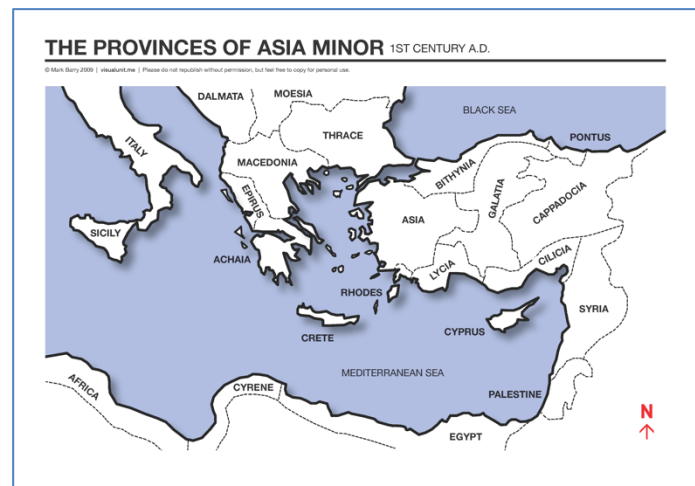 THE PROVINCES OF ASIA MINOR 1ST CENTURY A.D.
© Mark Barry 2009 | visualunit.me | Please do not republish without permission, but feel free to copy for personal use.
DALMATA
MOESIA
BLACK SEA
THRACE
PONTUS
ITALY
MACEDONIA
BITHYNIA
EPIRUS
GALATIA
CAPPADOCIA
ASIA
SICILY
ACHAIA
LYCIA
CILICIA
RHODES
SYRIA
CRETE
CYPRUS
MEDITERRANEAN SEA
AFRICA
CYRENE
PALESTINE
N
EGYPT